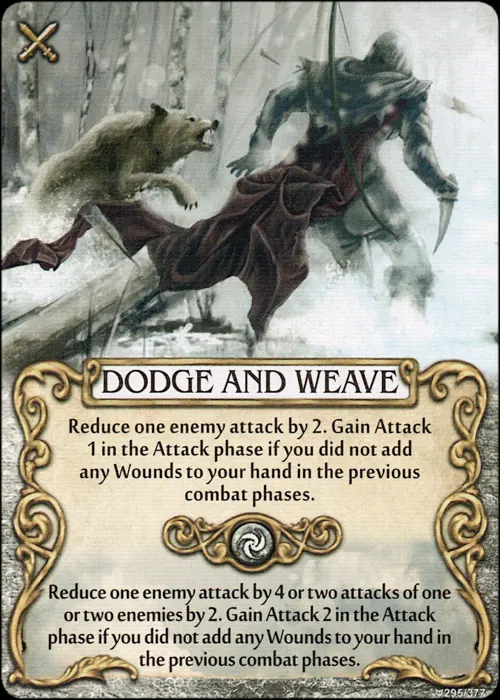 DODGE AND WEAVE
Reduce one enemy attack by 2. Gain Attack
1 in the Attack phase if you did not add
any Wounds to your hand in the previous
combat phases.
Reduce one enemy attack by 4 or two attacks of one
or two enemies by 2. Gain Attack 2 in the Attack
phase if you did not add any Wounds to your hand in
the previous combat phases.